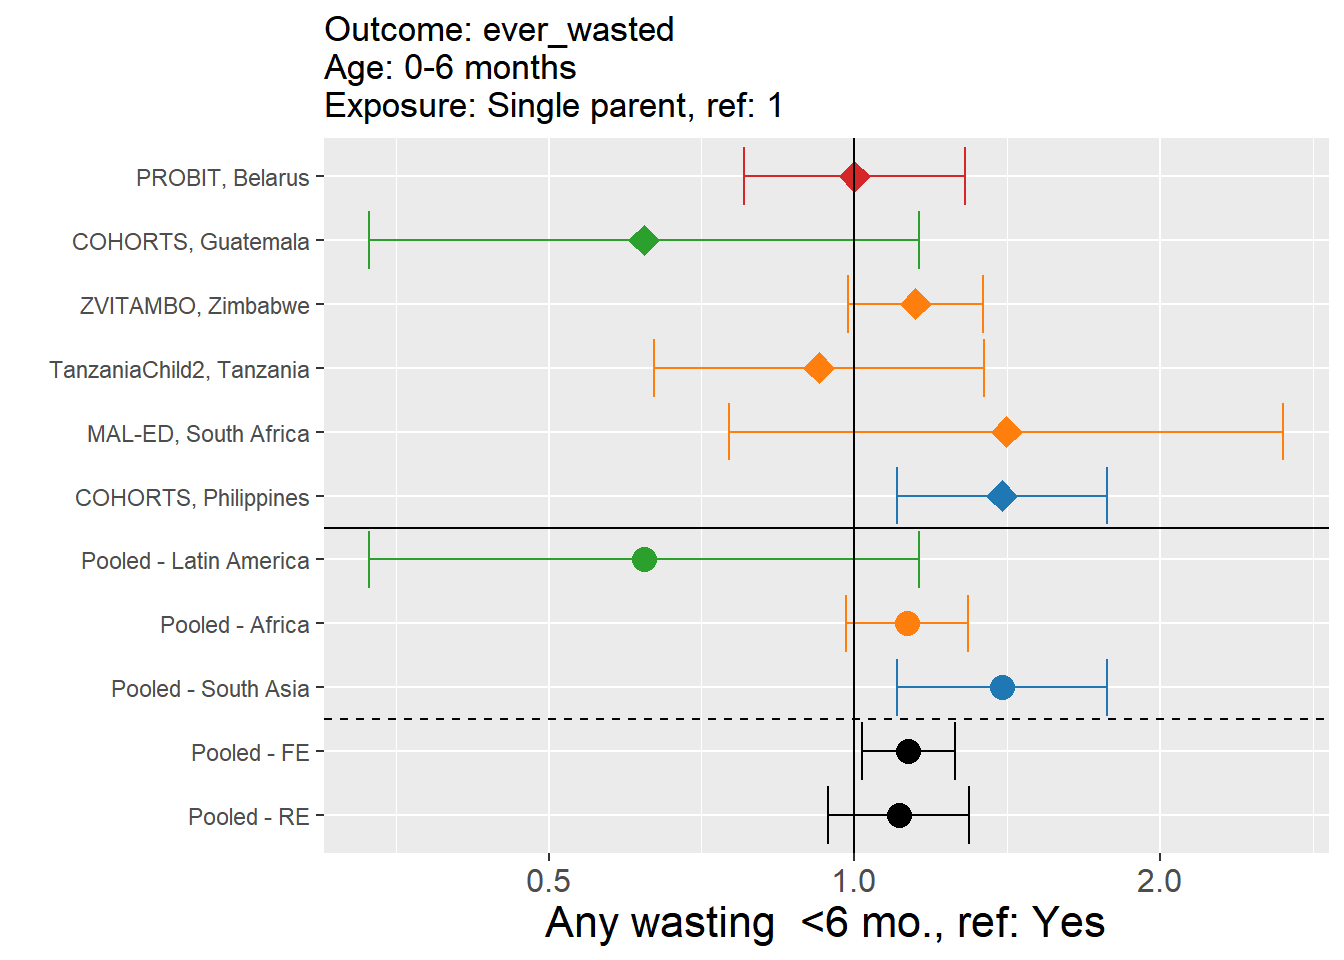 Outcome: ever_wasted
Age: 0-6 months
Exposure: Single parent, ref: 1
PROBIT, Belarus
COHORTS, Guatemala
ZVITAMBO, Zimbabwe
TanzaniaChild2, Tanzania
MAL-ED, South Africa
COHORTS, Philippines
Pooled - Latin America
Pooled - Africa
Pooled - South Asia
Pooled - FE
Pooled - RE
0.5 1.0 2.0
Any wasting  <6 mo., ref: Yes